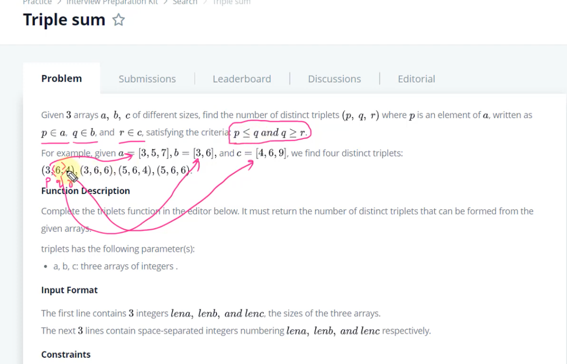 Practice > Interview Preparation Kit > Search > Triple sum
Triple sum ☆
Problem Submissions Leaderboard Discussions Editorial
Given 3 arrays a, b, c of different sizes, find the number of distinct triplets (p, q, r) where p is an element of a, written as
p ∈ a, q ∈ b, and r ∈ c, satisfying the criteria: p ≤ q and q ≥ r.
For example, given a = [3, 5, 7], b = [3, 6], and c = [4, 6, 9], we find four distinct triplets:
(3, 6, 4), (3, 6, 6), (5, 6, 4), (5, 6, 6).
p q
Function Description
Complete the triplets function in the editor below. It must return the number of distinct triplets that can be formed from the
given arrays.
triplets has the following parameter(s):
• a, b, c: three arrays of integers .
Input Format
The first line contains 3 integers lena, lenb, and lenc, the sizes of the three arrays.
The next 3 lines contain space-separated integers numbering lena, lenb, and lenc respectively.
Constraints